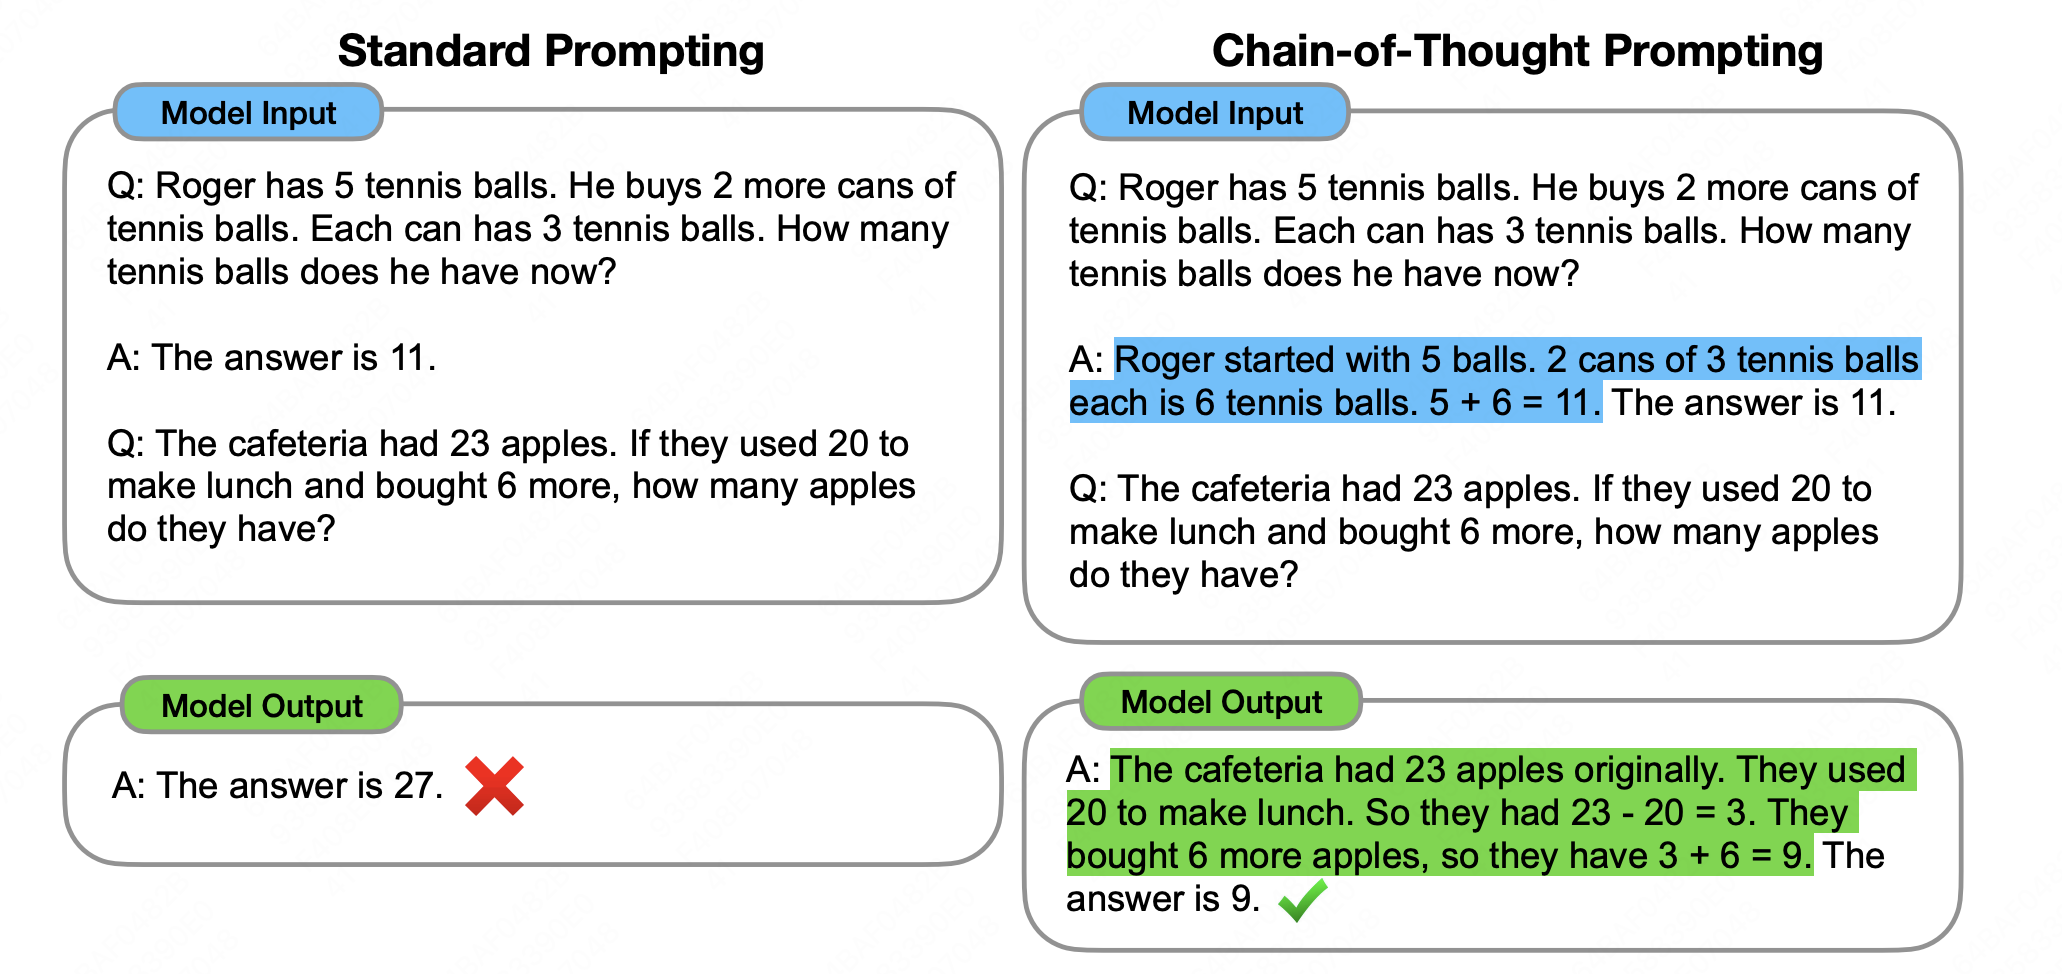 Standard Prompting
Model Input
Q: Roger has 5 tennis balls. He buys 2 more cans of
tennis balls. Each can has 3 tennis balls. How many
tennis balls does he have now?
A: The answer is 11.
Q: The cafeteria had 23 apples. If they used 20 to
make lunch and bought 6 more, how many apples
do they have?
Model Output
A: The answer is 27.
Chain-of-Thought Prompting
Model Input
Q: Roger has 5 tennis balls. He buys 2 more cans of
tennis balls. Each can has 3 tennis balls. How many
tennis balls does he have now?
A: Roger started with 5 balls. 2 cans of 3 tennis balls
each is 6 tennis balls. 5 + 6 = 11. The answer is 11.
Q: The cafeteria had 23 apples. If they used 20 to
make lunch and bought 6 more, how many apples
do they have?
Model Output
A: The cafeteria had 23 apples originally. They used
20 to make lunch. So they had 23 - 20 = 3. They
bought 6 more apples, so they have 3 + 6 = 9. The
answer is 9.